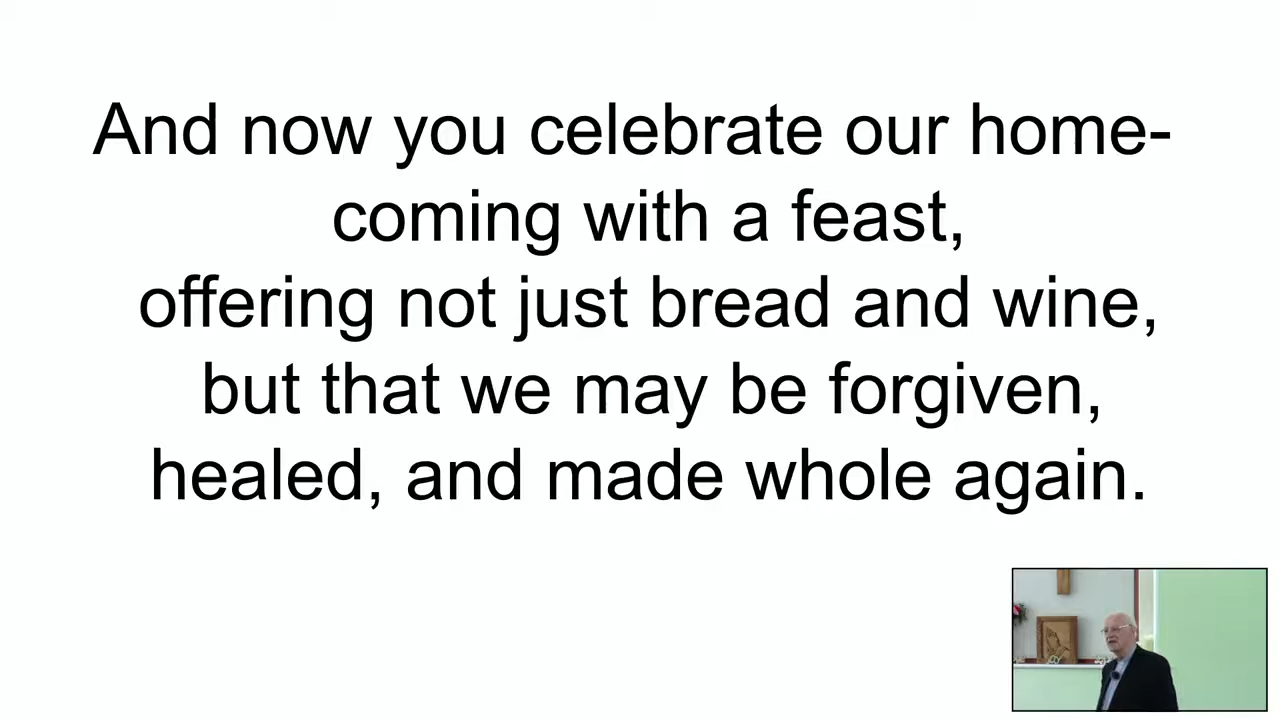 And now you celebrate our home-
coming with a feast,
offering not just bread and wine,
but that we may be forgiven,
healed, and made whole again.